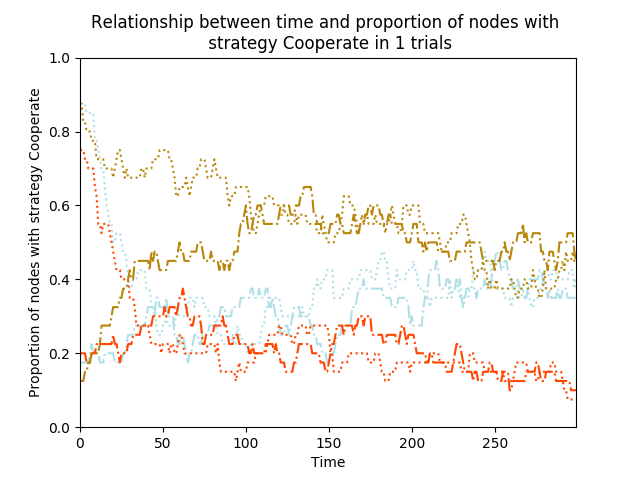 Relationship between time and proportion of nodes with
strategy Cooperate in 1 trials
Proportion of nodes with strategy Cooperate
1.0
0.8
0.6
0.4
0.2
0.0
0 50 100 150 200 250
Time